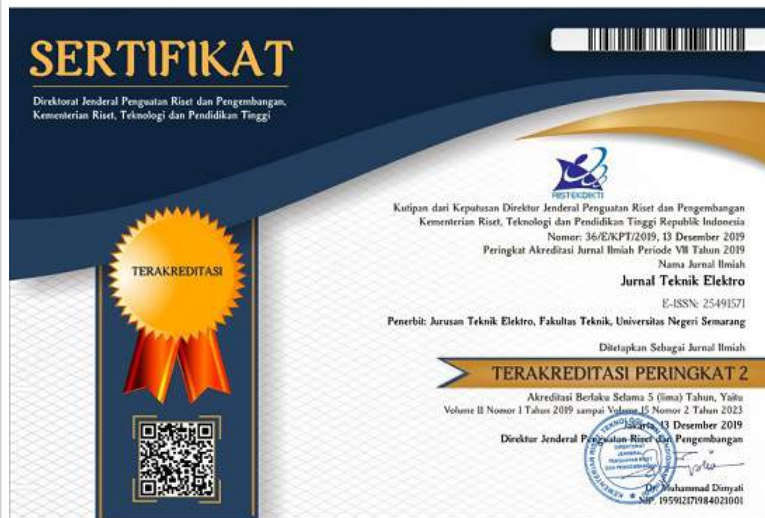 SERTIFIKAT
Direktorat Jenderal Penguatan Riset dan Pengembangan,
Kementerian Riset, Teknologi dan Pendidikan Tinggi
RISTEKDIKTI
Kutipan dari Keputusan Direktur Jenderal Penguatan Riset dan Pengembangan
Kementerian Riset, Teknologi dan Pendidikan Tinggi Republik Indonesia
Nomor: 36/E/KPT/2019, 13 Desember 2019
Peringkat Akreditasi Jurnal Ilmiah Periode VII Tahun 2019
Nama Jurnal Ilmiah
Jurnal Teknik Elektro
E-ISSN: 25491571
Penerbit: Jurusan Teknik Elektro, Fakultas Teknik, Universitas Negeri Semarang
Ditetapkan Sebagai Jurnal Ilmiah
TERAKREDITASI
TERAKREDITASI PERINGKAT 2
Akreditasi Berlaku Selama 5 (lima) Tahun, Yaitu
Volume 11 Nomor 1 Tahun 2019 sampai Volume 15 Nomor 2 Tahun 2023
Jakarta, 13 Desember 2019
Direktur Jenderal Penguatan Riset dan Pengembangan
Dr. Muhammad Dimyati
NIP. 195912171984021001